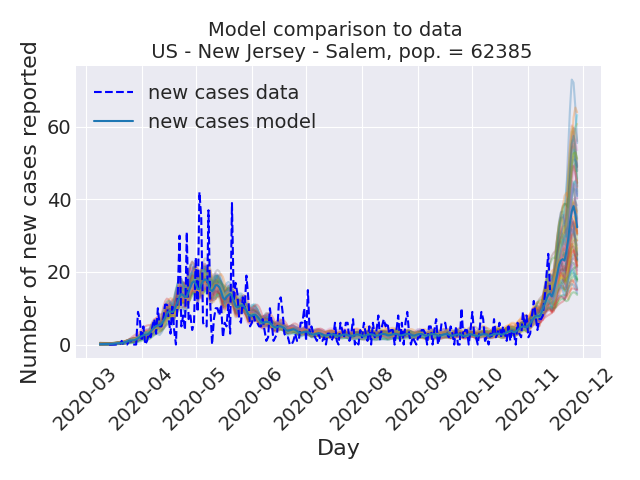 Model comparison to data
US - New Jersey - Salem, pop. = 62385
Number of new cases reported
60
40
20
0
new cases data
new cases model
2020-03
2020-04
2020-05
2020-06
2020-07
2020-08
2020-09
2020-10
2020-11
2020-12
Day